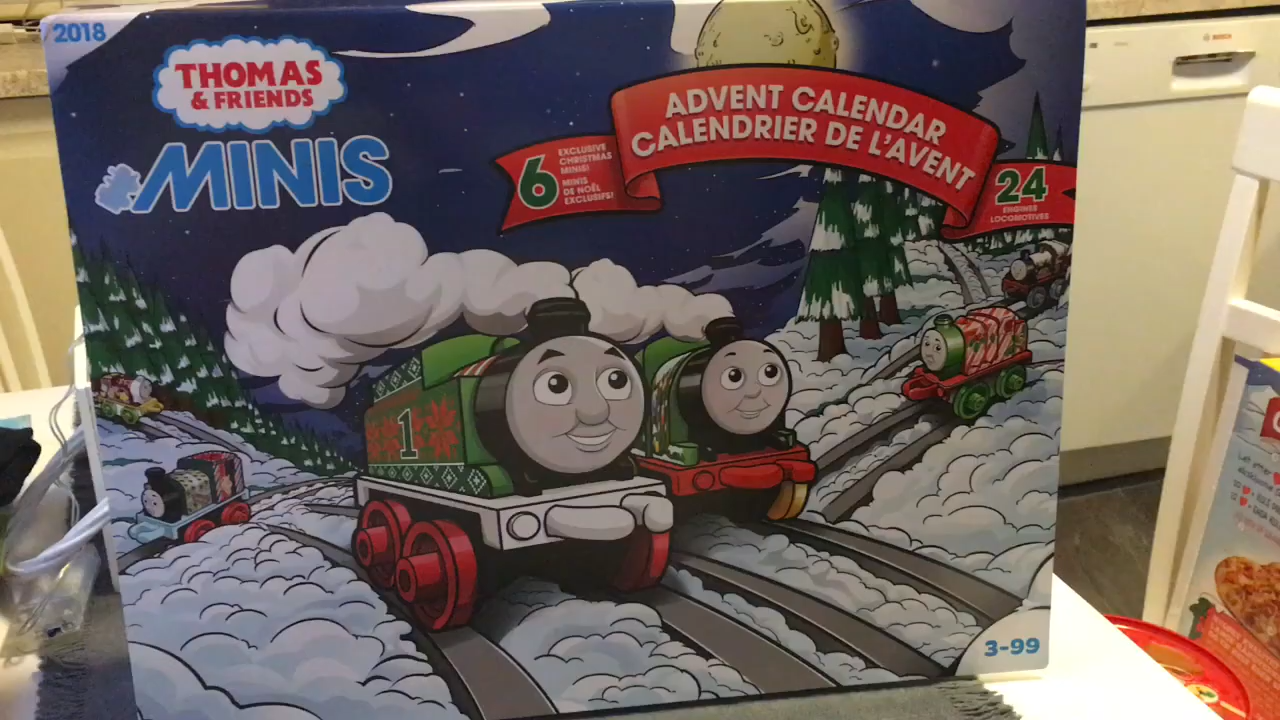 2018
THOMAS
& FRIENDS
MINIS
ADVENT CALENDAR
CALENDRIER DE L'AVENT
6
EXCLUSIVE
CHRISTMAS
MINIS!
MINIS
DE NOËL
EXCLUSIFS!
24
ENGINES
LOCOMOTIVES
1
3-99
BOSCH